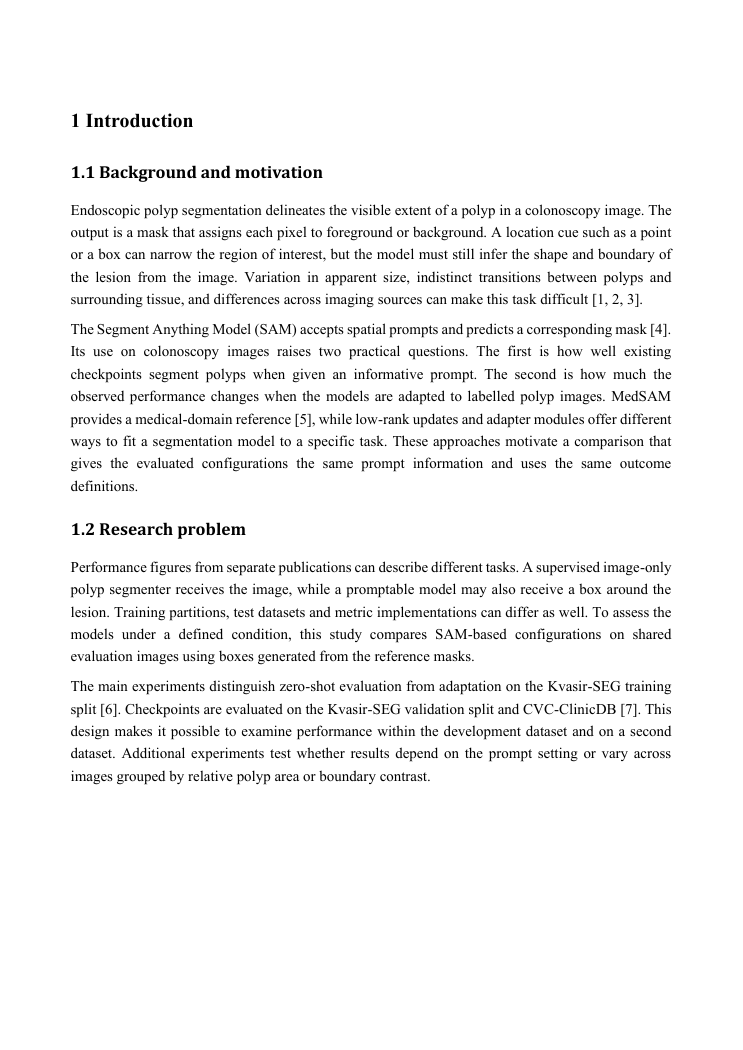 1 Introduction
1.1 Background and motivation
Endoscopic polyp segmentation delineates the visible extent of a polyp in a colonoscopy image. The
output is a mask that assigns each pixel to foreground or background. A location cue such as a point
or a box can narrow the region of interest, but the model must still infer the shape and boundary of
the lesion from the image. Variation in apparent size, indistinct transitions between polyps and
surrounding tissue, and differences across imaging sources can make this task difficult [1, 2, 3].
The Segment Anything Model (SAM) accepts spatial prompts and predicts a corresponding mask [4].
Its use on colonoscopy images raises two practical questions. The first is how well existing
checkpoints segment polyps when given an informative prompt. The second is how much the
observed performance changes when the models are adapted to labelled polyp images. MedSAM
provides a medical-domain reference [5], while low-rank updates and adapter modules offer different
ways to fit a segmentation model to a specific task. These approaches motivate a comparison that
gives the evaluated configurations the same prompt information and uses the same outcome
definitions.
1.2 Research problem
Performance figures from separate publications can describe different tasks. A supervised image-only
polyp segmenter receives the image, while a promptable model may also receive a box around the
lesion. Training partitions, test datasets and metric implementations can differ as well. To assess the
models under a defined condition, this study compares SAM-based configurations on shared
evaluation images using boxes generated from the reference masks.
The main experiments distinguish zero-shot evaluation from adaptation on the Kvasir-SEG training
split [6]. Checkpoints are evaluated on the Kvasir-SEG validation split and CVC-ClinicDB [7]. This
design makes it possible to examine performance within the development dataset and on a second
dataset. Additional experiments test whether results depend on the prompt setting or vary across
images grouped by relative polyp area or boundary contrast.